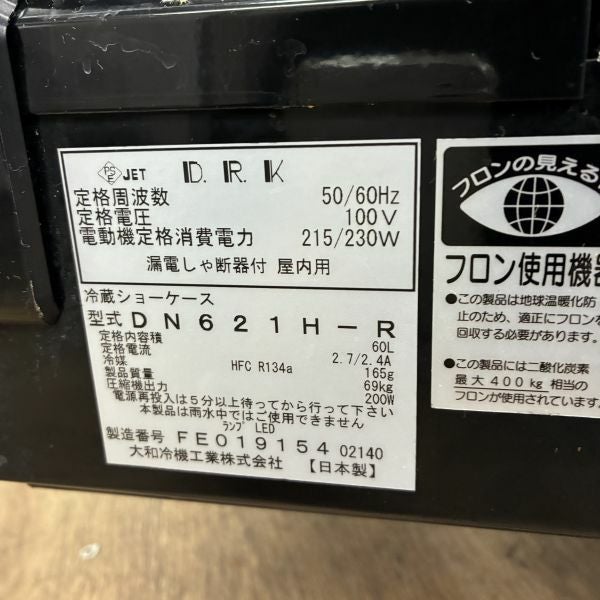 PSE JET D.R.K
定格周波数 50/60Hz
定格電圧 100V
電動機定格消費電力 215/230W
漏電しゃ断器付 屋内用
冷蔵ショーケース
型式 DN621H-R
定格内容積 60L
定格電流 2.7/2.4A
冷媒 HFC R134a 165g
製品質量 69kg
圧縮機出力 200W
電源再投入は5分以上待ってから行って下さい
本製品は雨水中ではご使用できません
ランプ LED
製造番号 FE019154 02140
大和冷機工業株式会社 【日本製】
フロンの見える
フロン使用機器
●この製品は地球温暖化防
止のため、適正にフロンを
回収する必要があります。
●この製品には二酸化炭素
最大400kg相当の
フロンが使用されています